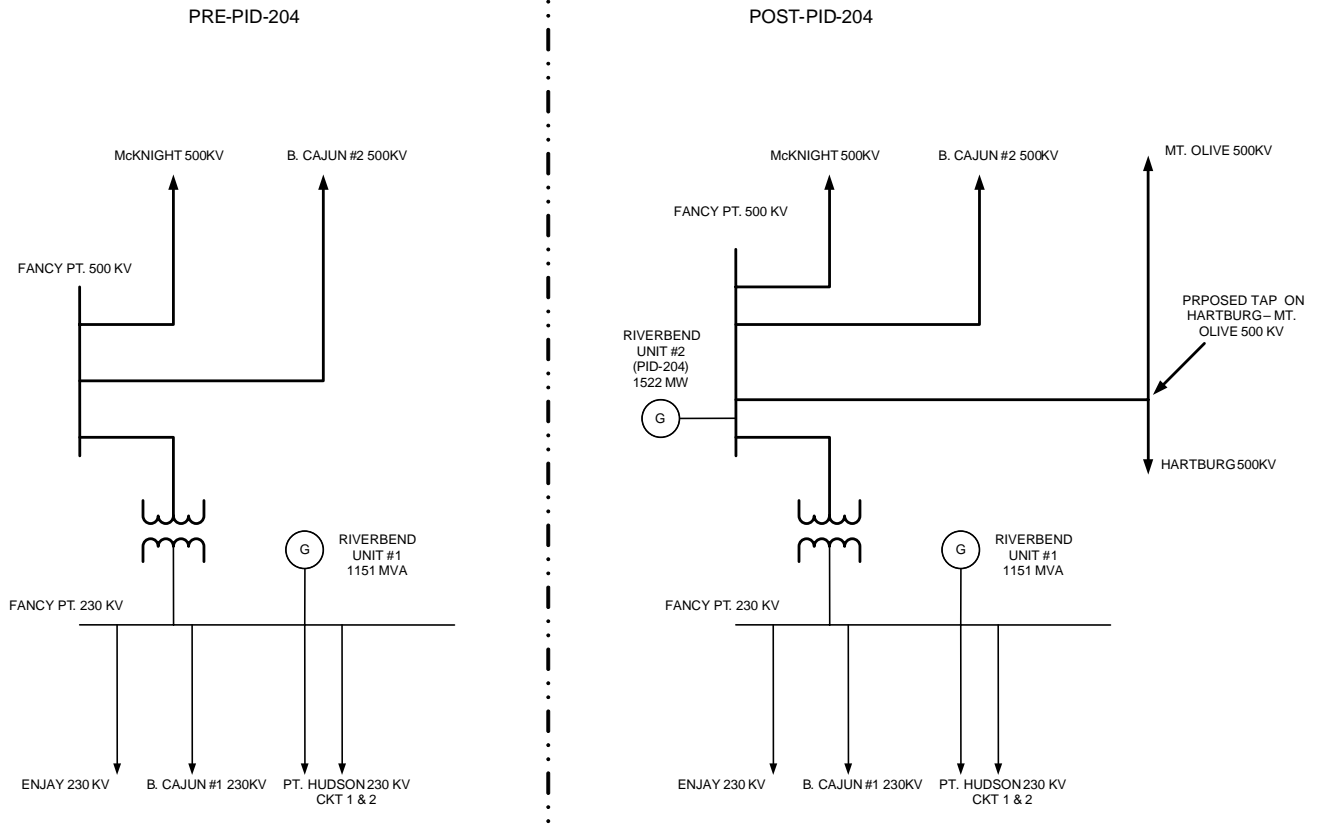 PRE-PID-204
McKNIGHT 500KV
B. CAJUN #2 500KV
FANCY PT. 500 KV
G
RIVERBEND
UNIT #1
1151 MVA
FANCY PT. 230 KV
ENJAY 230 KV
B. CAJUN #1 230KV
PT. HUDSON 230 KV
CKT 1 & 2
POST-PID-204
McKNIGHT 500KV
B. CAJUN #2 500KV
MT. OLIVE 500KV
FANCY PT. 500 KV
PRPOSED TAP ON
HARTBURG – MT.
OLIVE 500 KV
RIVERBEND
UNIT #2
(PID-204)
1522 MW
G
HARTBURG 500KV
G
RIVERBEND
UNIT #1
1151 MVA
FANCY PT. 230 KV
ENJAY 230 KV
B. CAJUN #1 230KV
PT. HUDSON 230 KV
CKT 1 & 2